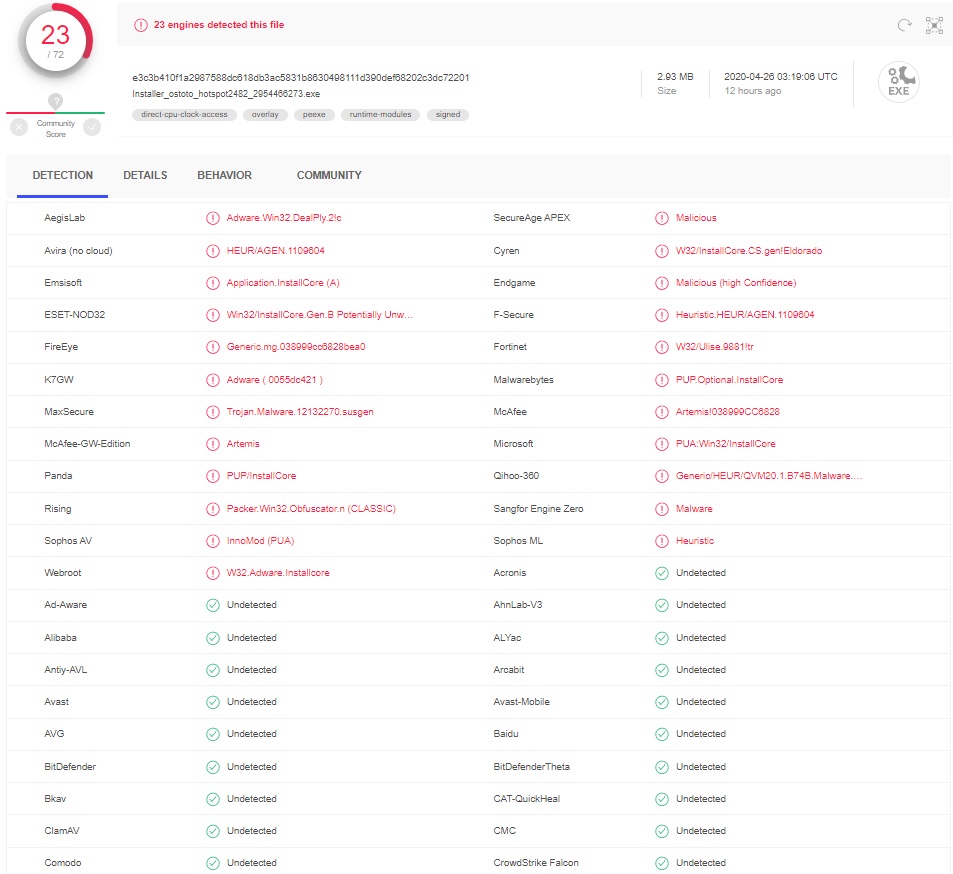 23
/ 72
?
Community
Score
23 engines detected this file
e3c3b410f1a2987588dc618db3ac5831b8630498111d390def68202c3dc72201
Installer_ostoto_hotspot2482_2954466273.exe
direct-cpu-clock-access overlay peexe runtime-modules signed
2.93 MB
Size
2020-04-26 03:19:06 UTC
12 hours ago
EXE
DETECTION DETAILS BEHAVIOR COMMUNITY
AegisLab Adware.Win32.DealPly.2!c SecureAge APEX Malicious
Avira (no cloud) HEUR/AGEN.1109604 Cyren W32/InstallCore.CS.gen!Eldorado
Emsisoft Application.InstallCore (A) Endgame Malicious (high Confidence)
ESET-NOD32 Win32/InstallCore.Gen.B Potentially Unw... F-Secure Heuristic.HEUR/AGEN.1109604
FireEye Generic.mg.038999cc6828bea0 Fortinet W32/Ulise.9881!tr
K7GW Adware ( 0055dc421 ) Malwarebytes PUP.Optional.InstallCore
MaxSecure Trojan.Malware.12132270.susgen McAfee Artemis!038999CC6828
McAfee-GW-Edition Artemis Microsoft PUA:Win32/InstallCore
Panda PUP/InstallCore Qihoo-360 Generic/HEUR/QVM20.1.B74B.Malware....
Rising Packer.Win32.Obfuscator.n (CLASSIC) Sangfor Engine Zero Malware
Sophos AV InnoMod (PUA) Sophos ML Heuristic
Webroot W32.Adware.Installcore Acronis Undetected
Ad-Aware Undetected AhnLab-V3 Undetected
Alibaba Undetected ALYac Undetected
Antiy-AVL Undetected Arcabit Undetected
Avast Undetected Avast-Mobile Undetected
AVG Undetected Baidu Undetected
BitDefender Undetected BitDefenderTheta Undetected
Bkav Undetected CAT-QuickHeal Undetected
ClamAV Undetected CMC Undetected
Comodo Undetected CrowdStrike Falcon Undetected